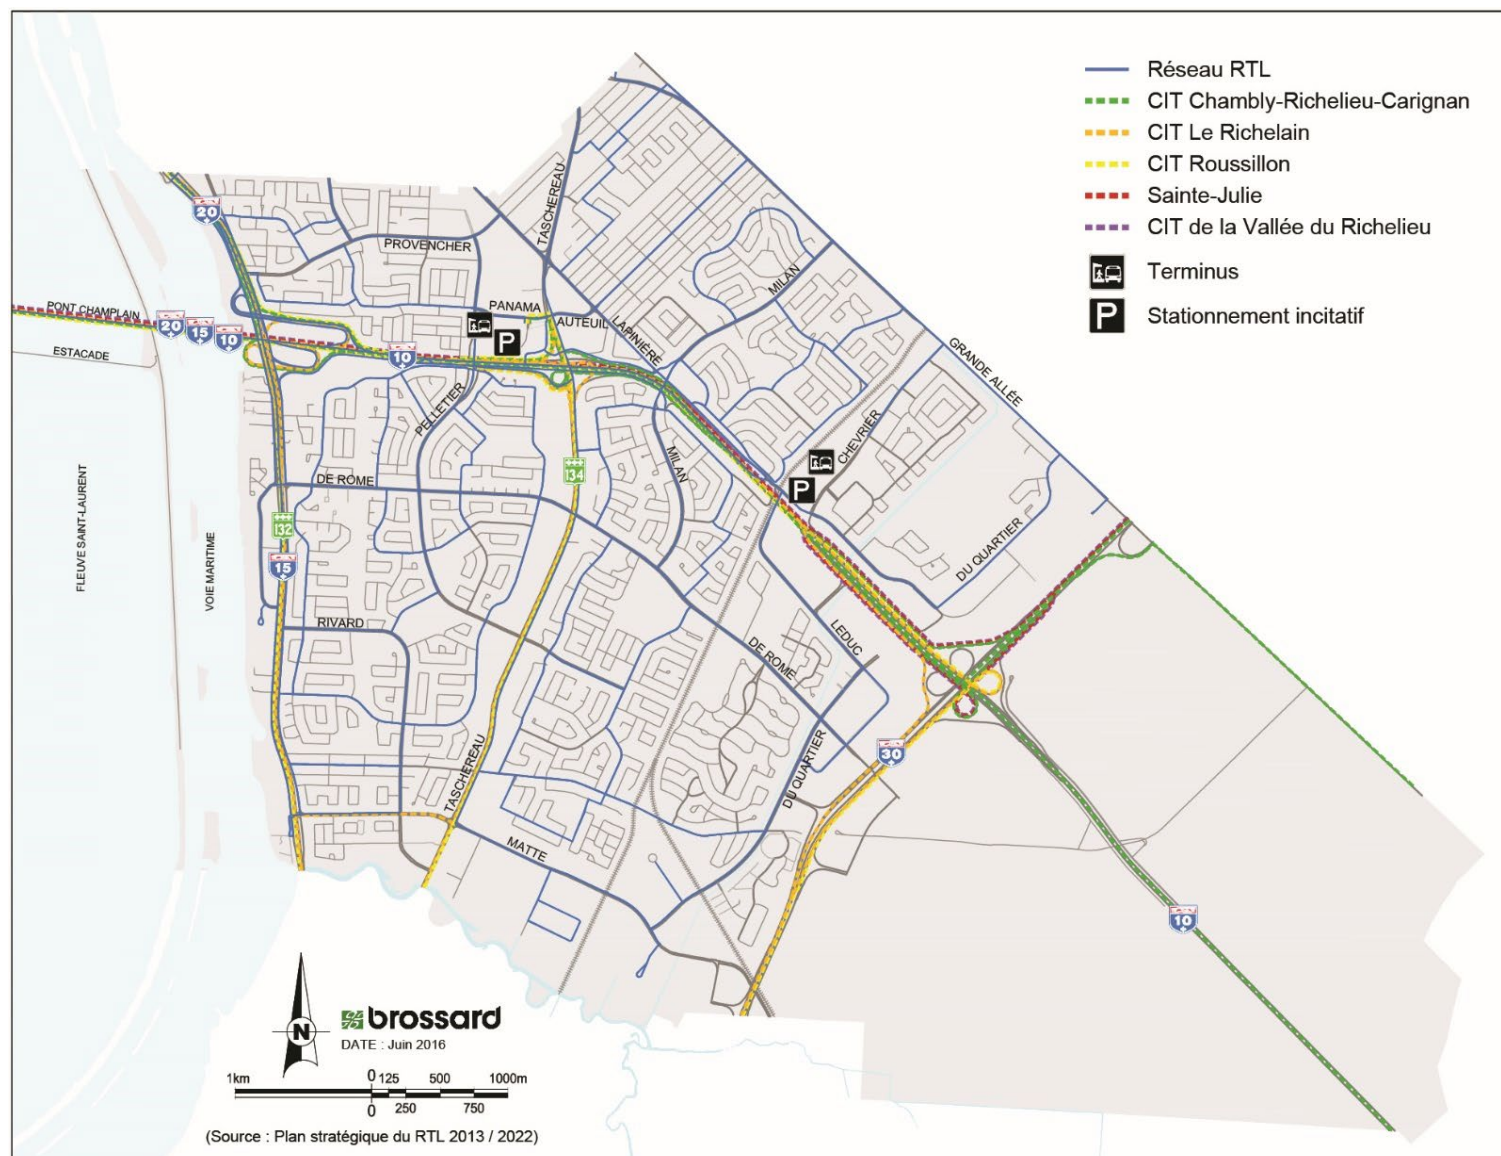 Réseau RTL
CIT Chambly-Richelieu-Carignan
CIT Le Richelain
CIT Roussillon
Sainte-Julie
CIT de la Vallée du Richelieu
Terminus
P Stationnement incitatif
20
TASCHEREAU
PROVENCHER
MILAN
PONT CHAMPLAIN
20
15
10
PANAMA
AUTEUIL
LAPINIÈRE
P
ESTACADE
10
GRANDE ALLÉE
PELLETIER
CHEVRIER
MILAN
134
P
DE ROME
FLEUVE SAINT-LAURENT
VOIE MARITIME
132
15
DU QUARTIER
RIVARD
LEDUC
DE ROME
30
DU QUARTIER
TASCHEREAU
MATTE
10
N
brossard
DATE : Juin 2016
1km 0 125 500 1000m
0 250 750
(Source : Plan stratégique du RTL 2013 / 2022)